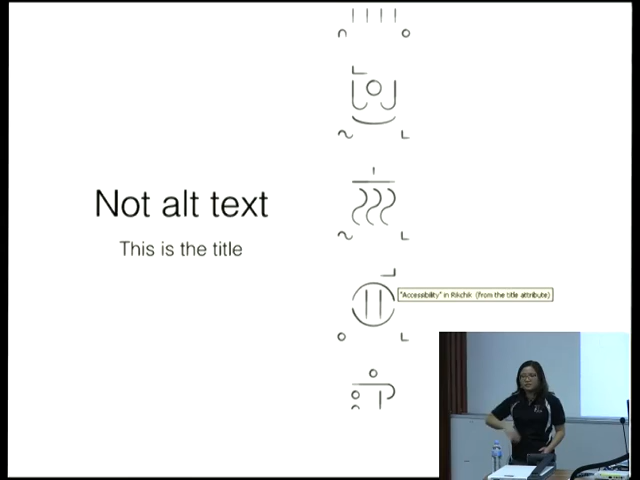 Not alt text
This is the title
"Accessibility" in Rikchik (from the title attribute)